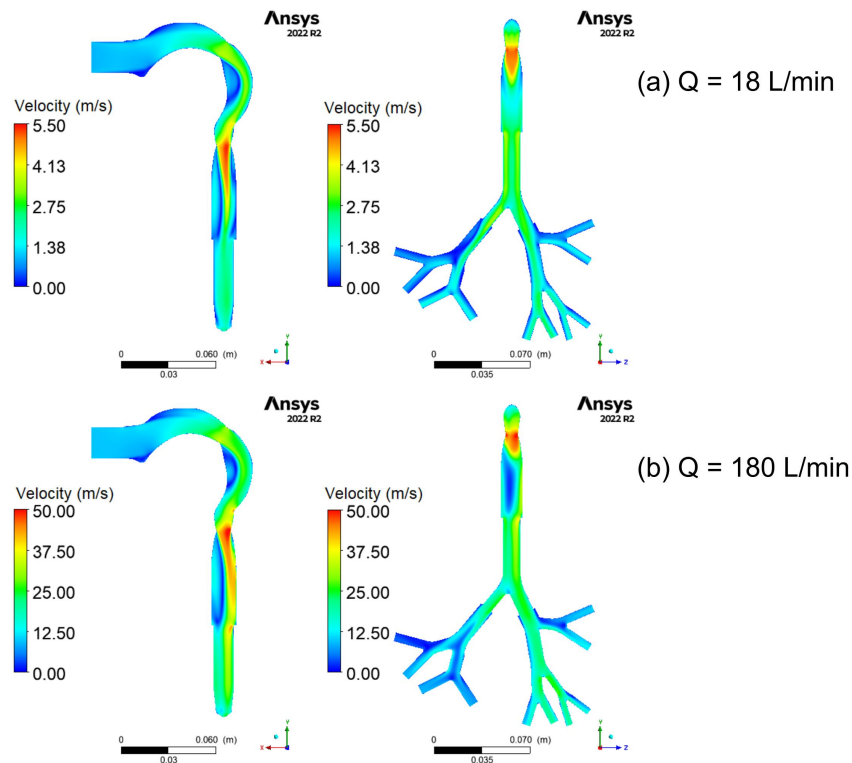 Ansys
2022 R2
Ansys
2022 R2
(a) Q = 18 L/min
Velocity (m/s)
5.50
4.13
2.75
1.38
0.00
Velocity (m/s)
5.50
4.13
2.75
1.38
0.00
0 0.060 (m)
0.03
Y
X
0 0.070 (m)
0.035
Y
Z
Ansys
2022 R2
Ansys
2022 R2
(b) Q = 180 L/min
Velocity (m/s)
50.00
37.50
25.00
12.50
0.00
Velocity (m/s)
50.00
37.50
25.00
12.50
0.00
0 0.060 (m)
0.03
Y
X
0 0.070 (m)
0.035
Y
Z